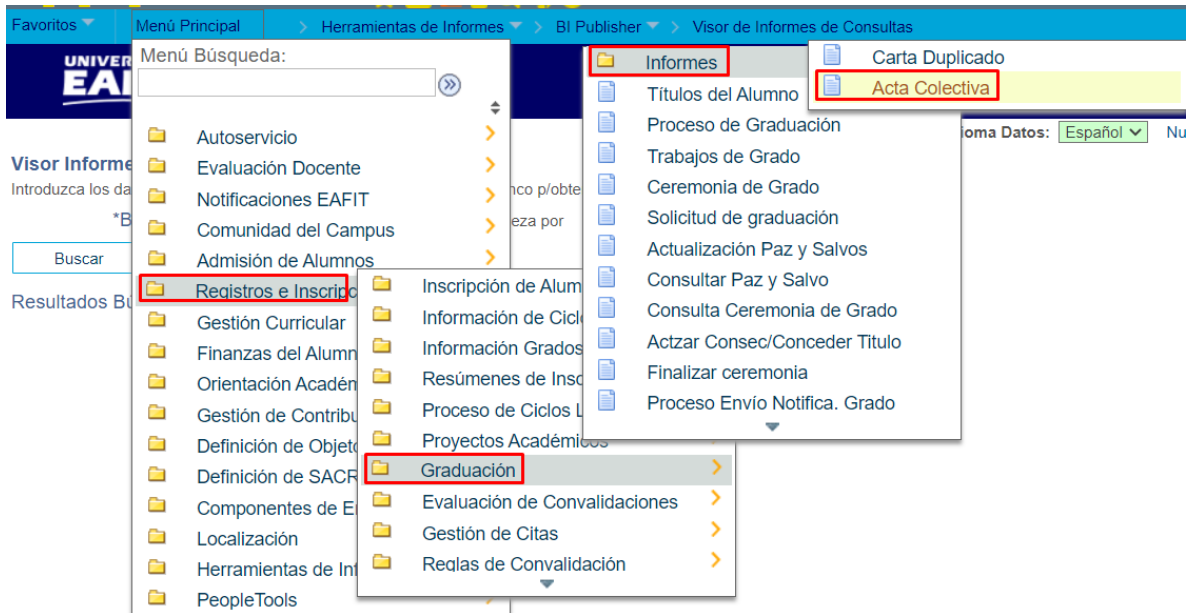 Favoritos Menú Principal Herramientas de Informes BI Publisher Visor de Informes de Consultas
UNIVER
EAI
Menú Búsqueda:
Autoservicio
Evaluación Docente
Notificaciones EAFIT
Comunidad del Campus
Admisión de Alumnos
Registros e Inscripc
Gestión Curricular
Finanzas del Alumn
Orientación Académ
Gestión de Contribu
Definición de Objeto
Definición de SACR
Componentes de E
Localización
Herramientas de Inf
PeopleTools
Inscripción de Alum
Información de Ciclo
Información Grados
Resúmenes de Insc
Proceso de Ciclos L
Proyectos Académicos
Graduación
Evaluación de Convalidaciones
Gestión de Citas
Reglas de Convalidación
Informes
Títulos del Alumno
Proceso de Graduación
Trabajos de Grado
Ceremonia de Grado
Solicitud de graduación
Actualización Paz y Salvos
Consultar Paz y Salvo
Consulta Ceremonia de Grado
Actzar Consec/Conceder Titulo
Finalizar ceremonia
Proceso Envío Notifica. Grado
Carta Duplicado
Acta Colectiva
ioma Datos: Español Nu
Visor Informe
Introduzca los da nco p/obte
*B eza por
Buscar
Resultados Bú